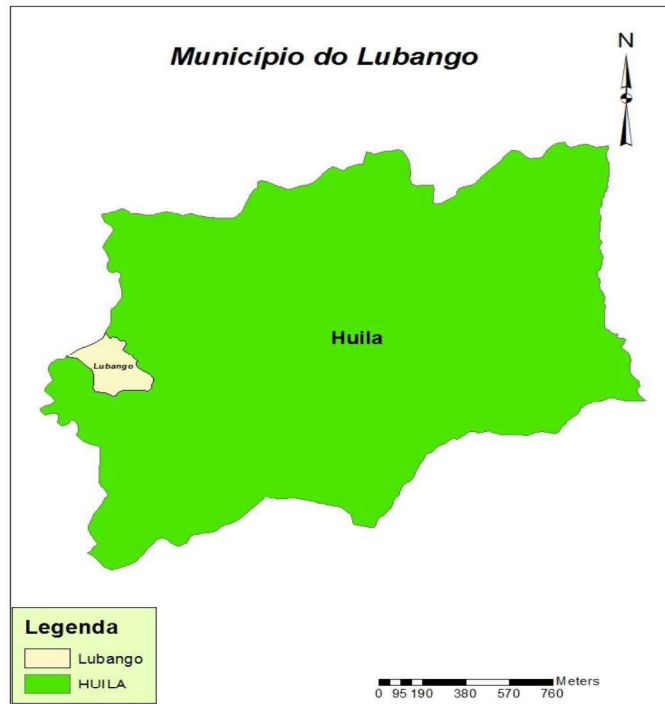 Município do Lubango
N
Huila
Lubango
Legenda
Lubango
HUILA
Meters
0 95 190 380 570 760